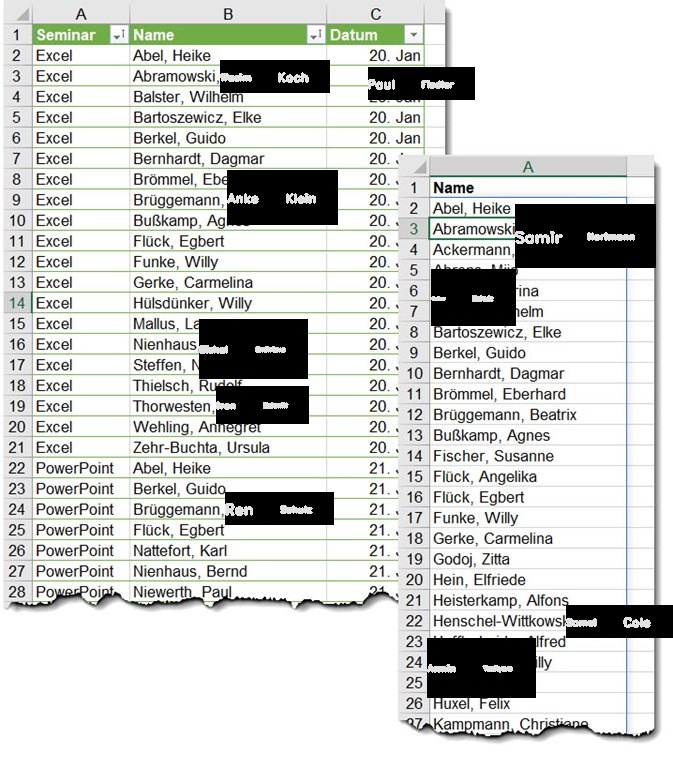 A B C
1 Seminar Name Datum
2 Excel Abel, Heike 20. Jan
3 Excel Abramowski, Koch Paul Fiedler
4 Excel Balster, Wilhelm 20. Jan
5 Excel Bartoszewicz, Elke 20. Jan
6 Excel Berkel, Guido 20. Jan
7 Excel Bernhardt, Dagmar 20.
8 Excel Brömmel, Ebe 20.
9 Excel Brüggemann, Anke Klein 20.
10 Excel Bußkamp, Agnes 20.
11 Excel Flück, Egbert 20.
12 Excel Funke, Willy 20.
13 Excel Gerke, Carmelina 20.
14 Excel Hülsdünker, Willy 20.
15 Excel Mallus, La 20.
16 Excel Nienhaus 20.
17 Excel Steffen, N 20.
18 Excel Thielsch, Rudolf 20.
19 Excel Thorwesten, 20.
20 Excel Wehling, Annegret 20.
21 Excel Zehr-Buchta, Ursula 20.
22 PowerPoint Abel, Heike 21.
23 PowerPoint Berkel, Guido 21.
24 PowerPoint Brüggemann, Ren Schulz 21.
25 PowerPoint Flück, Egbert 21.
26 PowerPoint Nattefort, Karl 21.
27 PowerPoint Nienhaus, Bernd 21.
28 PowerPoint Niewerth, Paul 21.
A
1 Name
2 Abel, Heike
3 Abramowski Samir Hartmann
4 Ackermann,
5
6 rina
7 helm
8 Bartoszewicz, Elke
9 Berkel, Guido
10 Bernhardt, Dagmar
11 Brömmel, Eberhard
12 Brüggemann, Beatrix
13 Bußkamp, Agnes
14 Fischer, Susanne
15 Flück, Angelika
16 Flück, Egbert
17 Funke, Willy
18 Gerke, Carmelina
19 Godoj, Zitta
20 Hein, Elfriede
21 Heisterkamp, Alfons
22 Henschel-Wittkowsk Cole
23 Alfred
24 illy
25
26 Huxel, Felix
27 Kampmann, Christiane